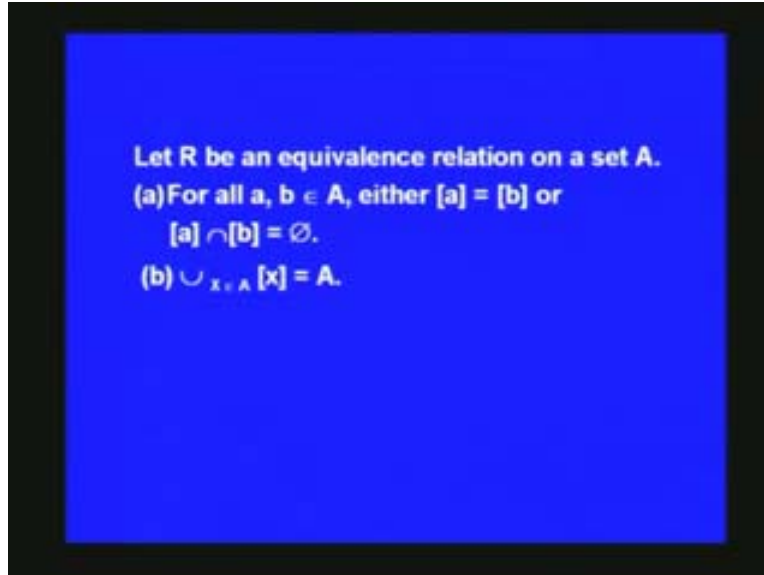 Let R be an equivalence relation on a set A.
(a)For all a, b ∈ A, either [a] = [b] or
[a] ∩[b] = ∅.
(b) ∪ x ∈ A [x] = A.